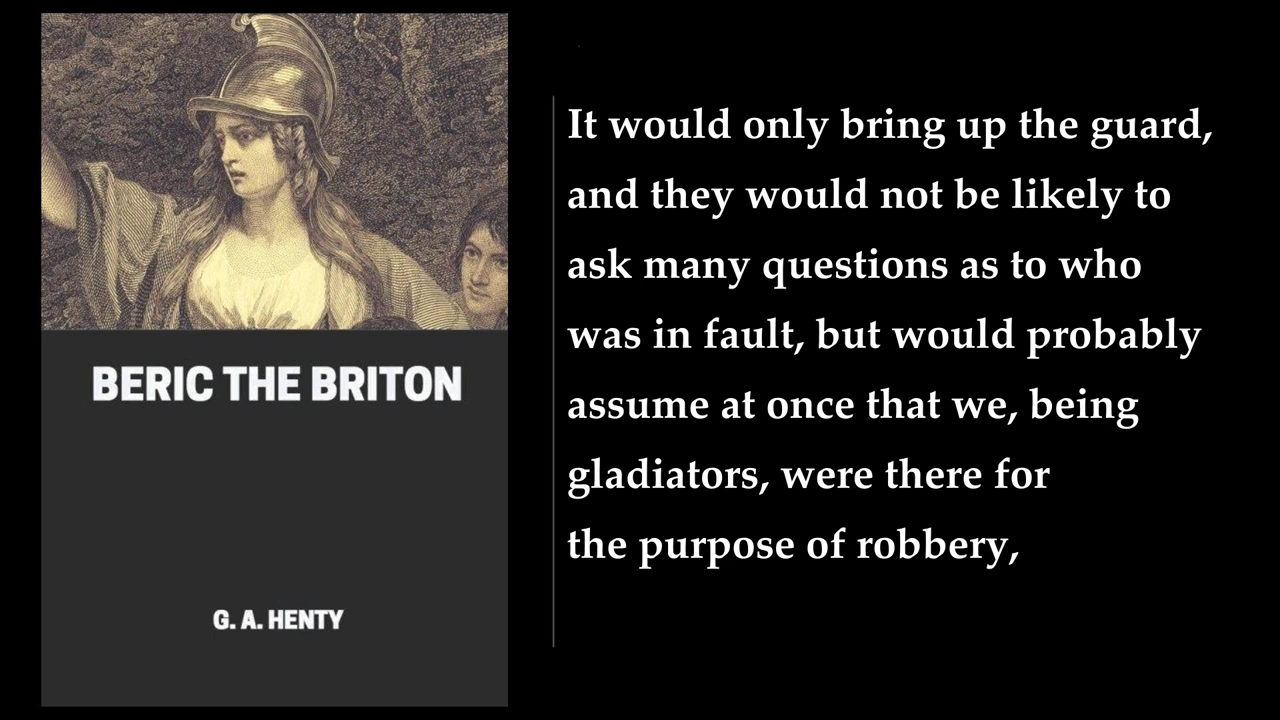 BERIC THE BRITON
G. A. HENTY
It would only bring up the guard,
and they would not be likely to
ask many questions as to who
was in fault, but would probably
assume at once that we, being
gladiators, were there for
the purpose of robbery,